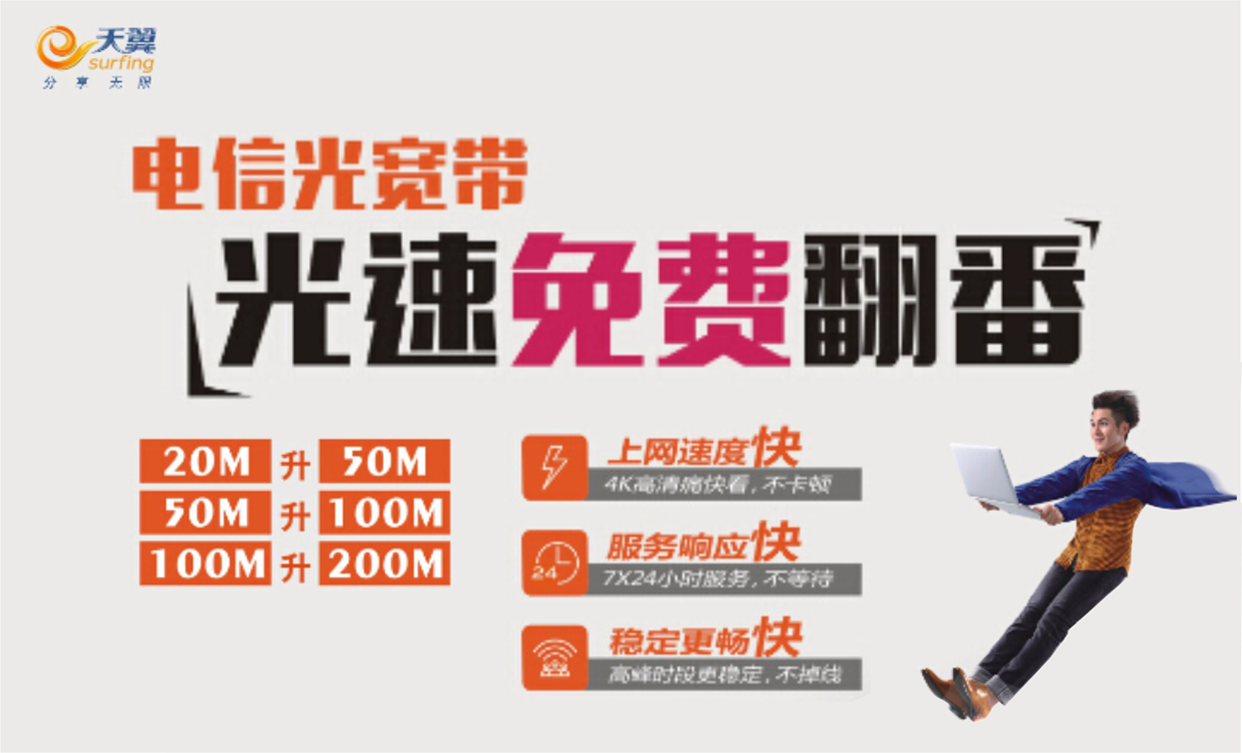 天翼
surfing
分享无限
电信光宽带
光速免费翻番
20M 升 50M
50M 升 100M
100M 升 200M
上网速度快
4K高清痛快看，不卡顿
24
服务响应快
7X24小时服务，不等待
稳定更畅快
高峰时段更稳定，不掉线